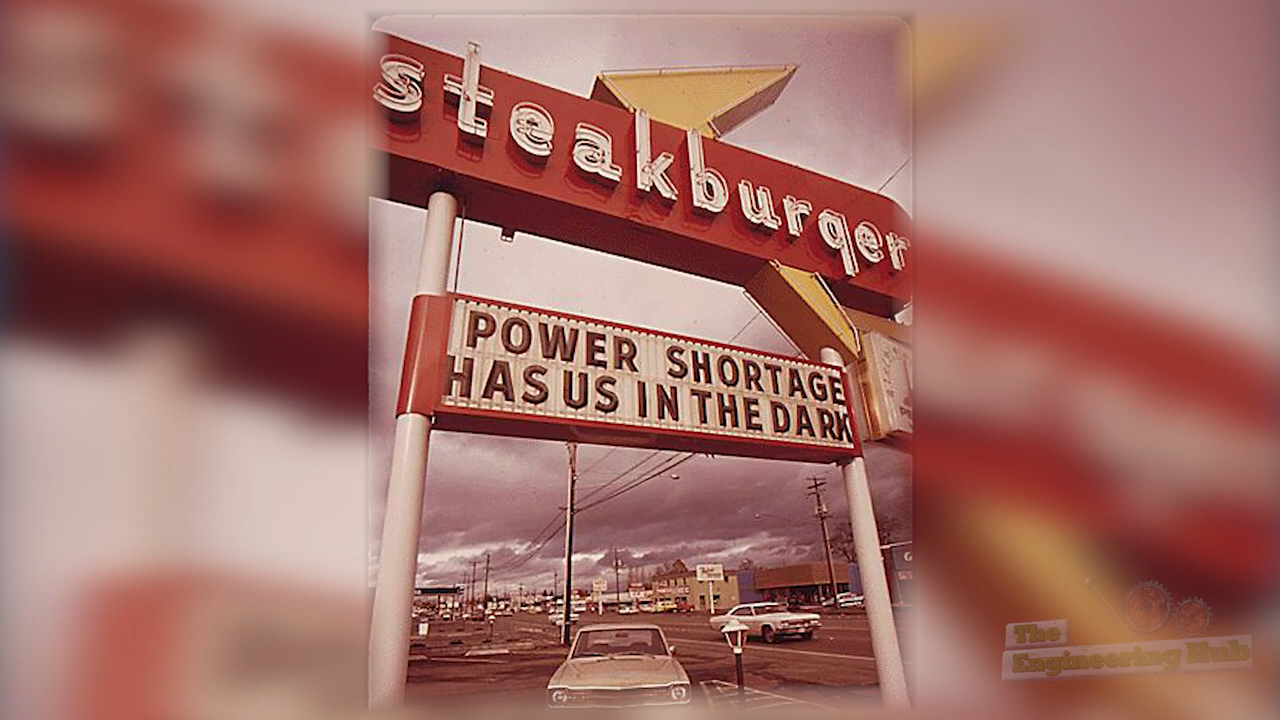 steakburger
POWER SHORTAGE
HAS US IN THE DARK
The
Engineering Hub